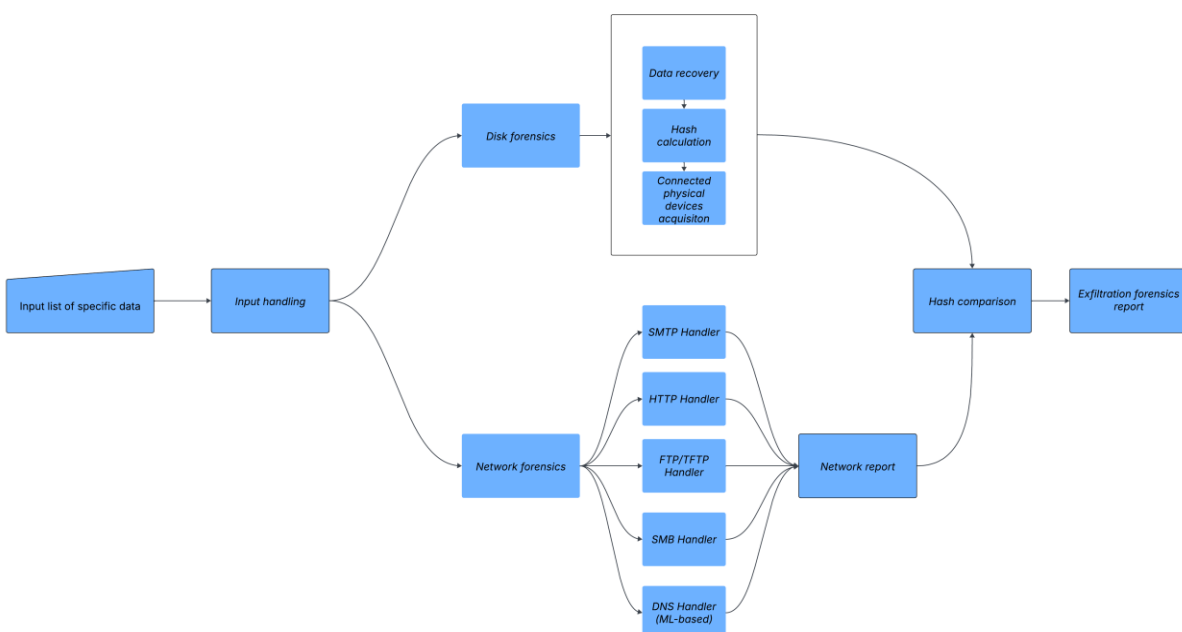 Input list of specific data
Input handling
Disk forensics
Data recovery
Hash
calculation
Connected
physical
devices
acquisiton
Network forensics
SMTP Handler
HTTP Handler
FTP/TFTP
Handler
SMB Handler
DNS Handler
(ML-based)
Network report
Hash comparison
Exfiltration forensics
report